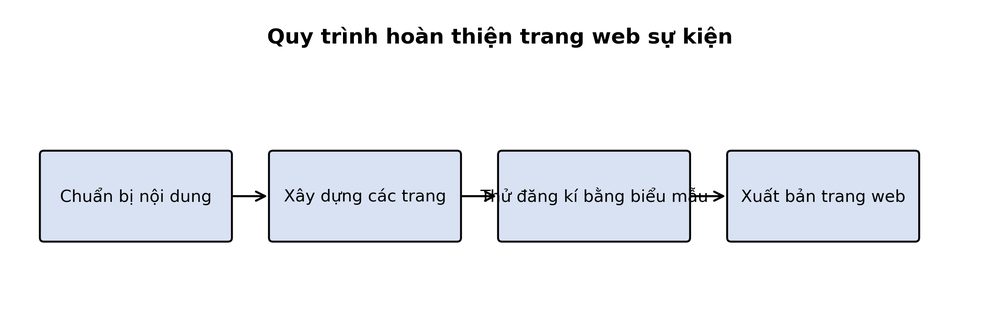 Quy trình hoàn thiện trang web sự kiện
Chuẩn bị nội dung
Xây dựng các trang
Thử đăng kí bằng biểu mẫu
Xuất bản trang web